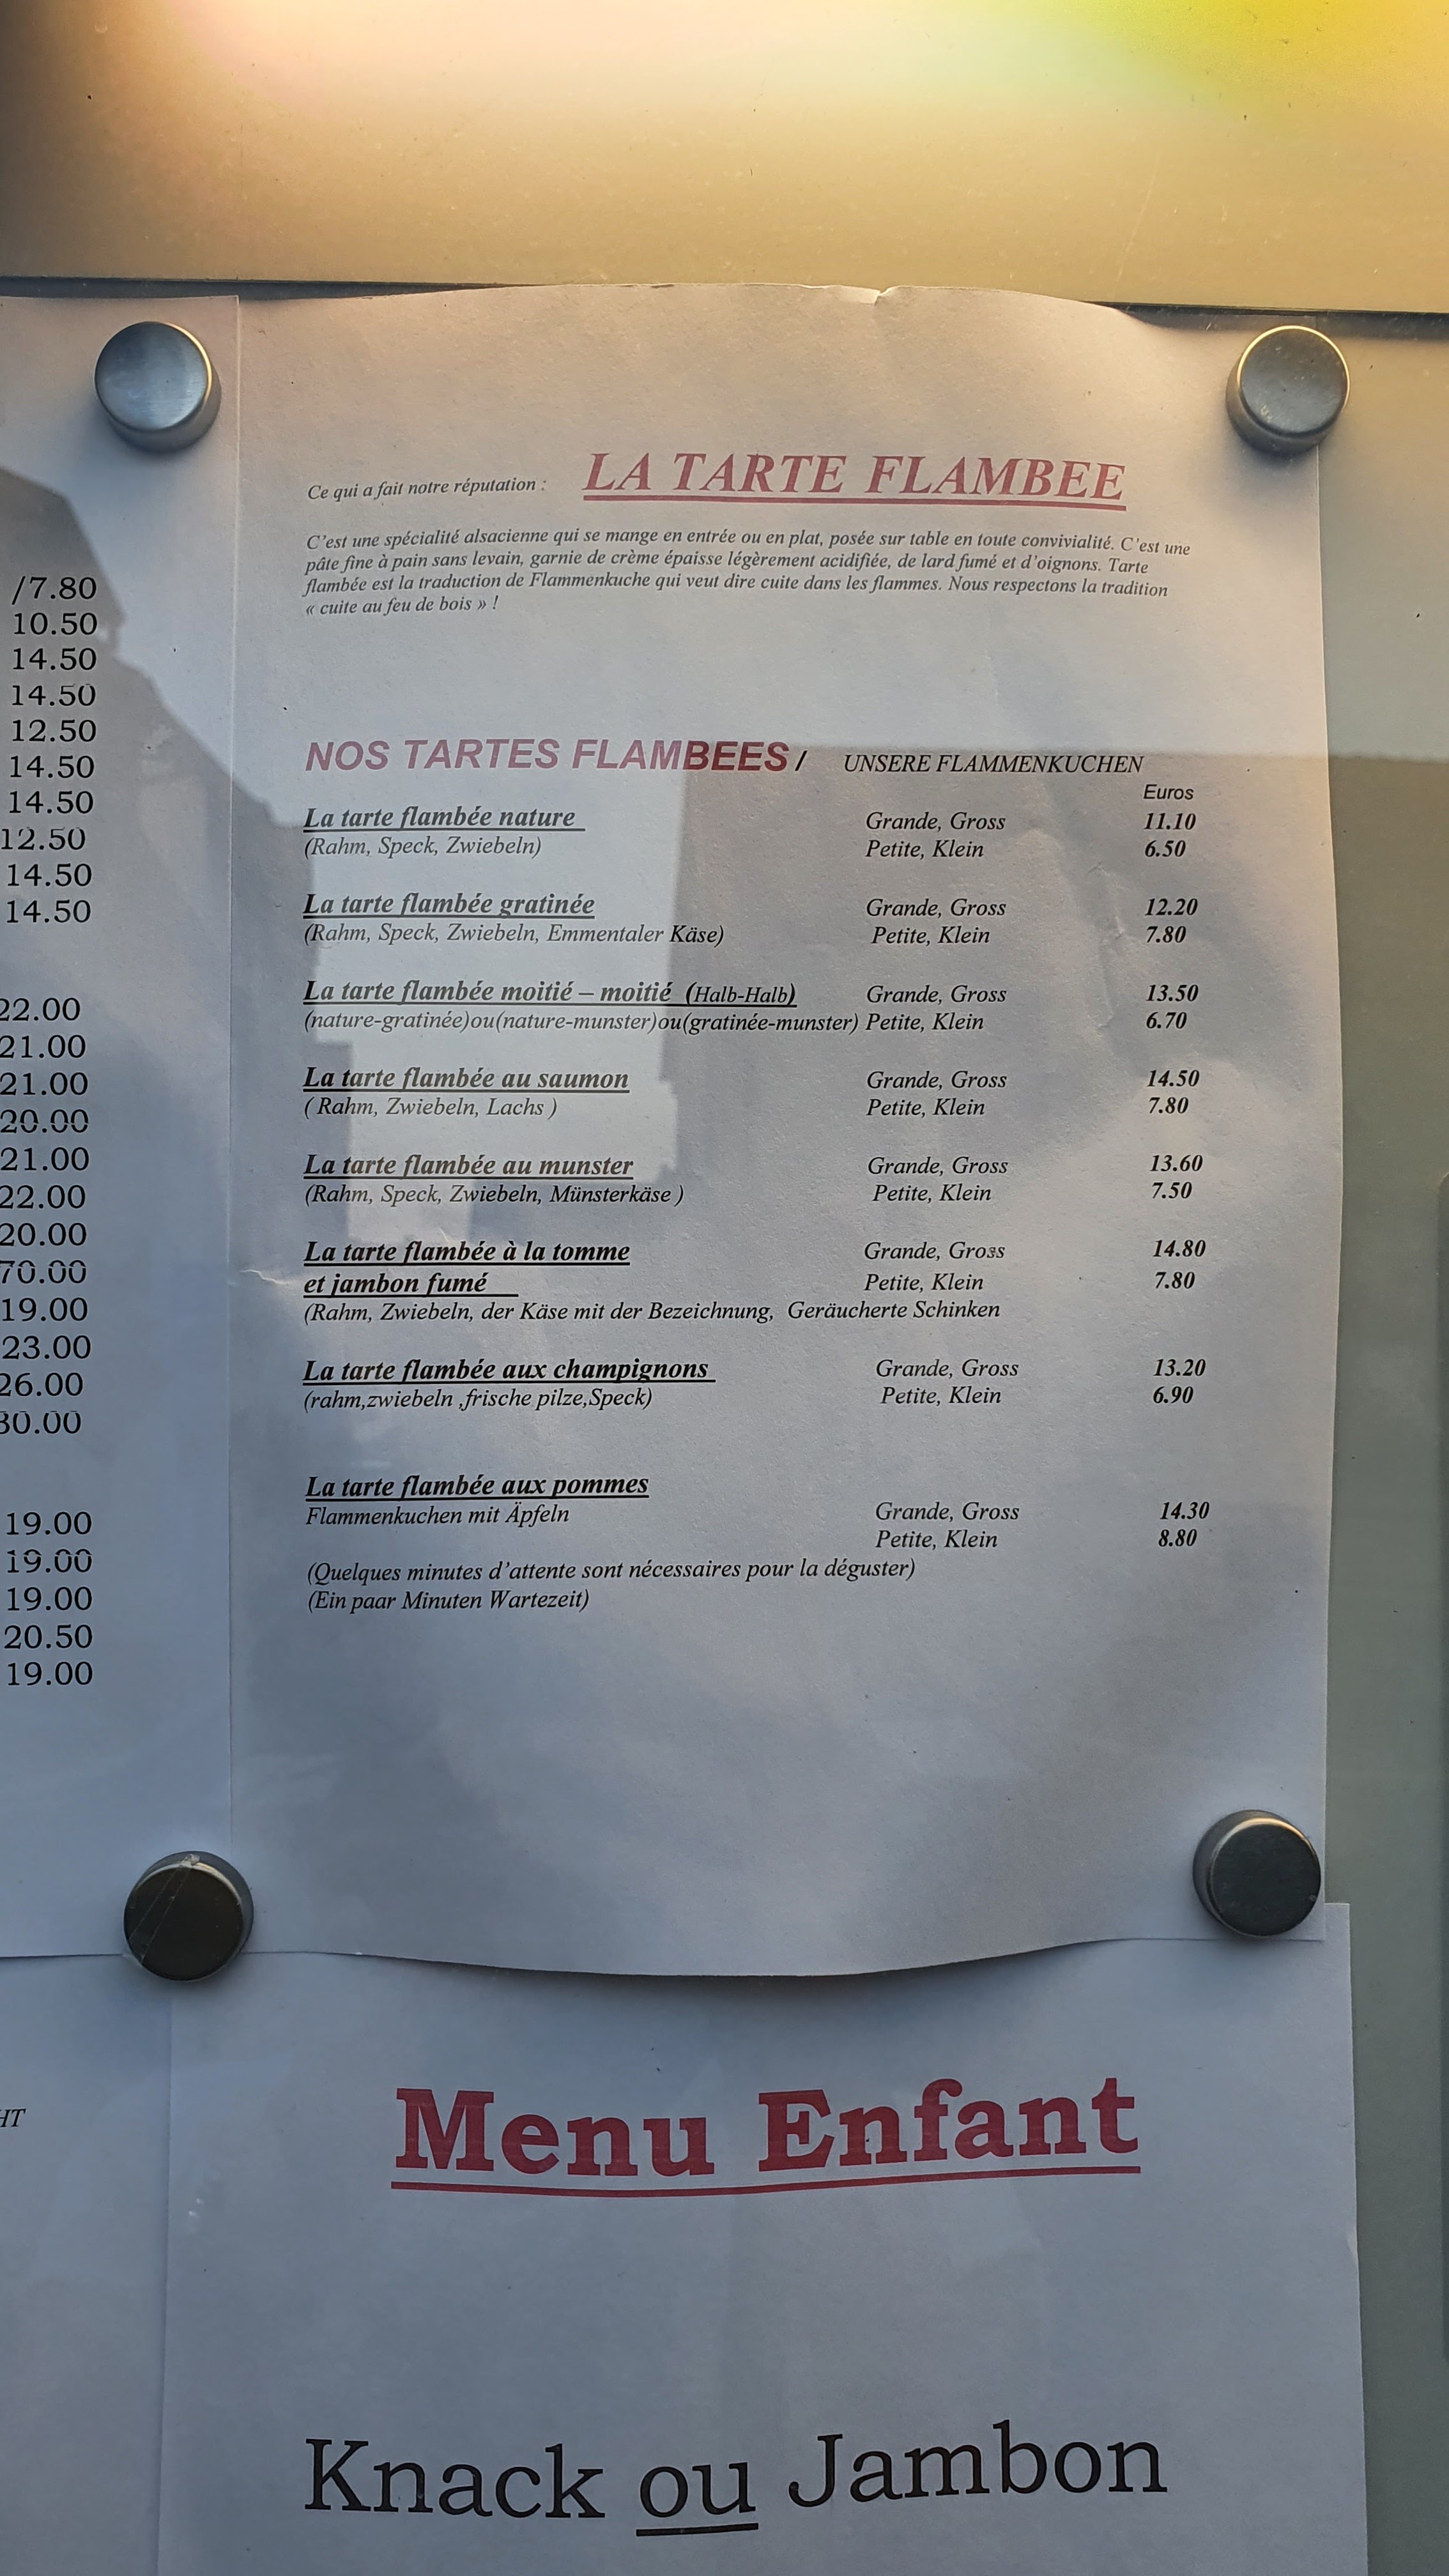 /7.80
10.50
14.50
14.50
12.50
14.50
14.50
12.50
14.50
14.50
22.00
21.00
21.00
20.00
21.00
22.00
20.00
70.00
19.00
23.00
26.00
30.00
19.00
19.00
19.00
20.50
19.00
HT
Ce qui a fait notre réputation : LA TARTE FLAMBEE
C'est une spécialité alsacienne qui se mange en entrée ou en plat, posée sur table en toute convivialité. C'est une
pâte fine à pain sans levain, garnie de crème épaisse légèrement acidifiée, de lard fumé et d'oignons. Tarte
flambée est la traduction de Flammenkuche qui veut dire cuite dans les flammes. Nous respectons la tradition
« cuite au feu de bois » !
NOS TARTES FLAMBEES / UNSERE FLAMMENKUCHEN
Euros
La tarte flambée nature Grande, Gross 11.10
(Rahm, Speck, Zwiebeln) Petite, Klein 6.50
La tarte flambée gratinée Grande, Gross 12.20
(Rahm, Speck, Zwiebeln, Emmentaler Käse) Petite, Klein 7.80
La tarte flambée moitié – moitié (Halb-Halb) Grande, Gross 13.50
(nature-gratinée)ou(nature-munster)ou(gratinée-munster) Petite, Klein 6.70
La tarte flambée au saumon Grande, Gross 14.50
( Rahm, Zwiebeln, Lachs ) Petite, Klein 7.80
La tarte flambée au munster Grande, Gross 13.60
(Rahm, Speck, Zwiebeln, Münsterkäse ) Petite, Klein 7.50
La tarte flambée à la tomme Grande, Gross 14.80
et jambon fumé Petite, Klein 7.80
(Rahm, Zwiebeln, der Käse mit der Bezeichnung, Geräucherte Schinken
La tarte flambée aux champignons Grande, Gross 13.20
(rahm,zwiebeln ,frische pilze,Speck) Petite, Klein 6.90
La tarte flambée aux pommes
Flammenkuchen mit Äpfeln Grande, Gross 14.30
Petite, Klein 8.80
(Quelques minutes d'attente sont nécessaires pour la déguster)
(Ein paar Minuten Wartezeit)
Menu Enfant
Knack ou Jambon